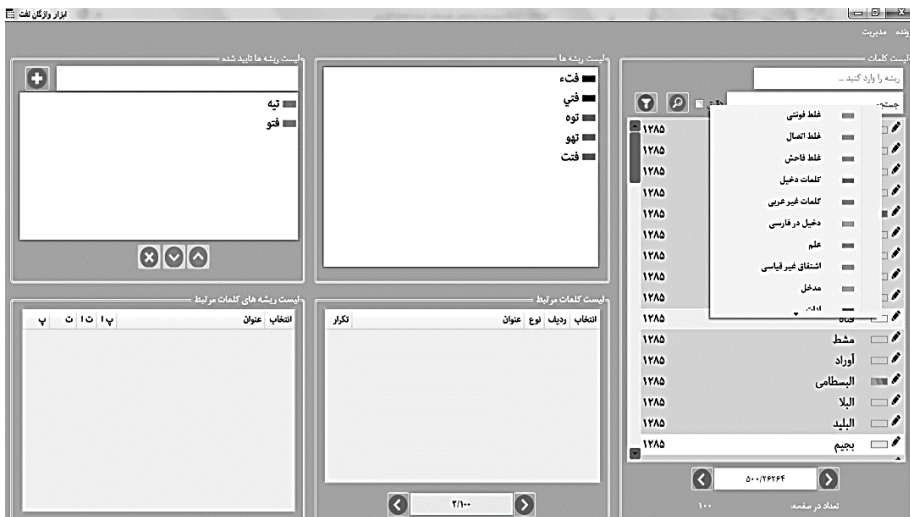 ابزار واژگان لغت
ونده مدیریت
لیست کلمات
ریشه را وارد کنید ...
جستجو
غلط فونتی
غلط اتصال
غلط فاحش
کلمات دخیل
کلمات غیر عربی
دخیل در فارسی
علم
اشتقاق غیر قیاسی
مدخل
۱۲۸۵
۱۲۸۵
۱۲۸۵
۱۲۸۵
۱۲۸۵
۱۲۸۵
۱۲۸۵
۱۲۸۵
۱۲۸۵
۱۲۸۵
مشط ۱۲۸۵
أوراد ۱۲۸۵
البسطامی ۱۲۸۵
البلا ۱۲۸۵
البلید ۱۲۸۵
بجیم ۱۲۸۵
۵۰۰/۲۶۲۶۴
تعداد در صفحه: ۱۰۰
لیست ریشه ها
فتء
فتي
توه
تهو
فتت
لیست ریشه ها تایید شده
تیه
فتو
لیست کلمات مرتبط
انتخاب ردیف نوع عنوان تکرار
۲/۱۰۰
لیست ریشه های کلمات مرتبط
انتخاب عنوان پ ا ت ا ت پ